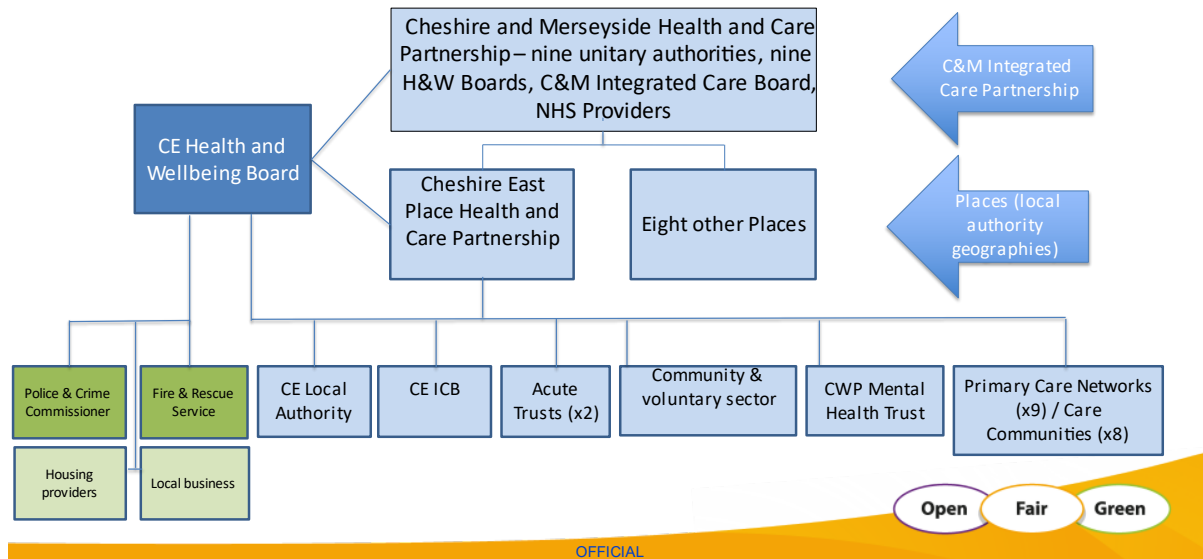 Cheshire and Merseyside Health and Care
Partnership – nine unitary authorities, nine
H&W Boards, C&M Integrated Care Board,
NHS Providers
C&M Integrated
Care Partnership
CE Health and
Wellbeing Board
Cheshire East
Place Health and
Care Partnership
Eight other Places
Places (local
authority
geographies)
Police & Crime
Commissioner
Fire & Rescue
Service
CE Local
Authority
CE ICB
Acute
Trusts (x2)
Community &
voluntary sector
CWP Mental
Health Trust
Primary Care Networks
(x9) / Care
Communities (x8)
Housing
providers
Local business
Open
Fair
Green
OFFICIAL